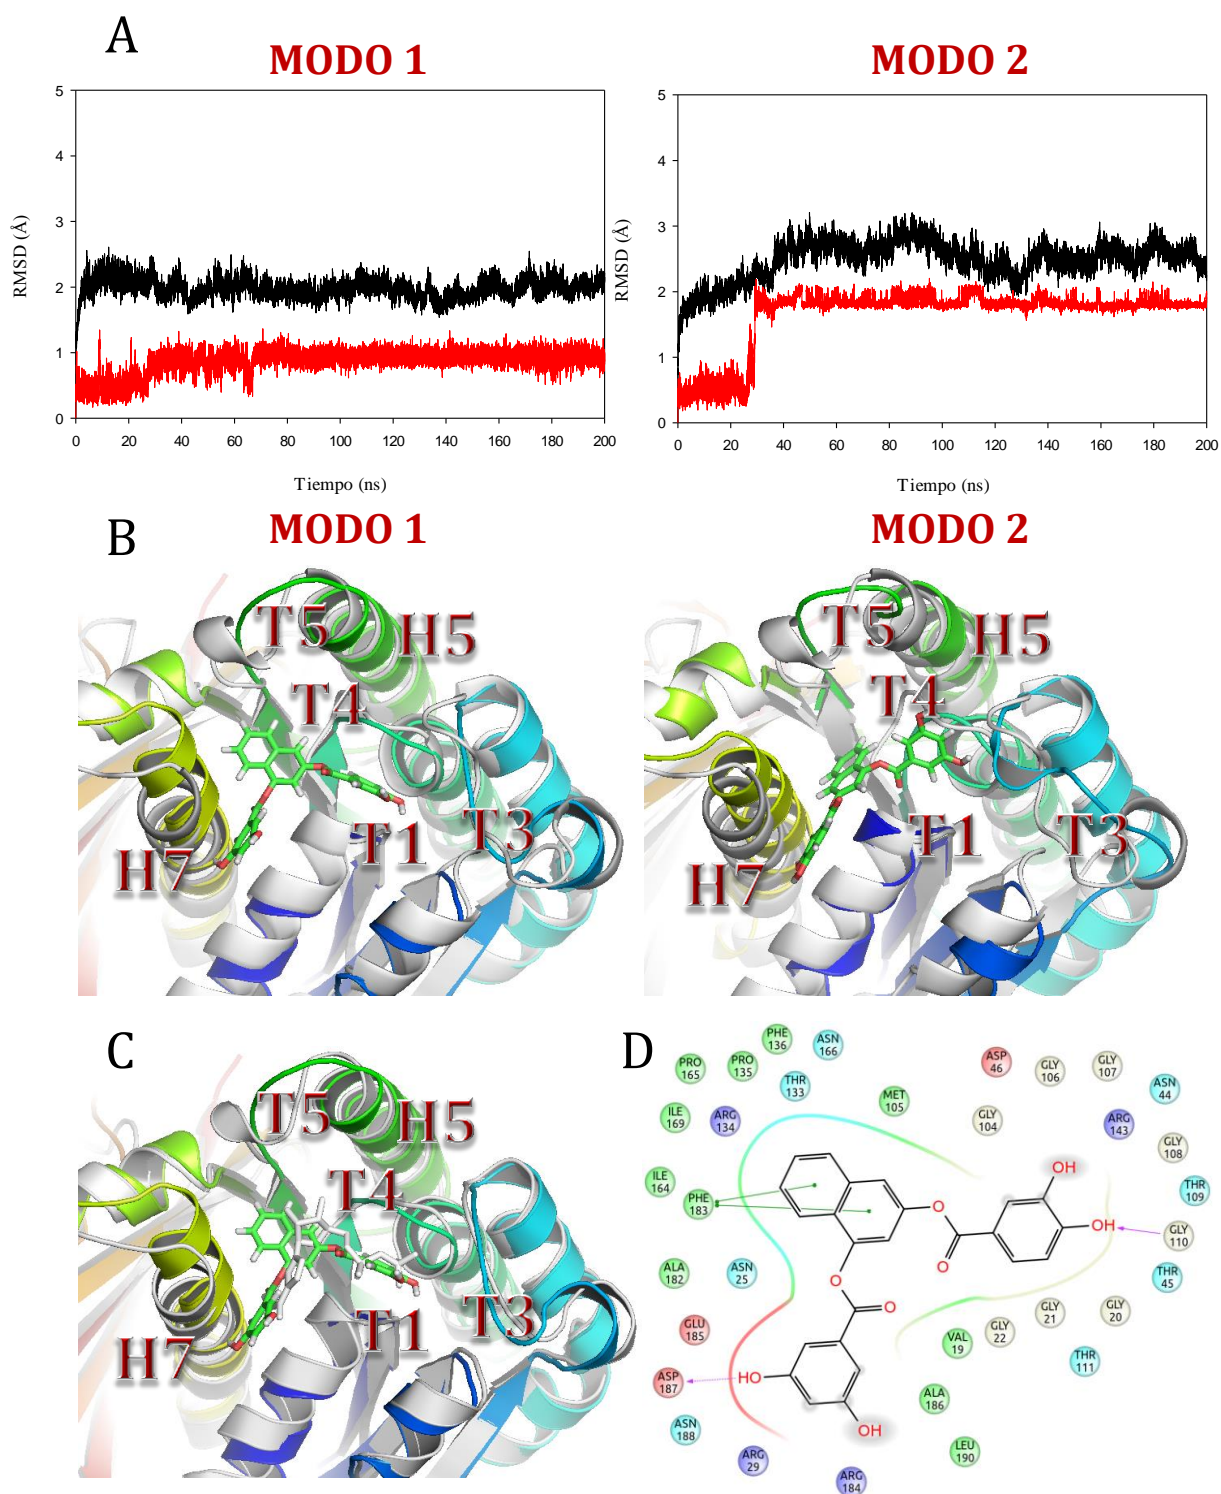 A
MODO 1
MODO 2
5
4
3
2
1
0
RMSD (Å)
0 20 40 60 80 100 120 140 160 180 200
Tiempo (ns)
5
4
3
2
1
0
RMSD (Å)
0 20 40 60 80 100 120 140 160 180 200
Tiempo (ns)
B
MODO 1
MODO 2
T5
H5
T4
T3
T1
H7
T5
H5
T4
T3
T1
H7
C
T5
H5
T4
T3
T1
H7
D
PHE 136
ASN 166
PRO 165
PRO 135
THR 133
ASP 46
GLY 106
GLY 107
ASN 44
ILE 169
ARG 134
MET 105
GLY 104
ARG 143
GLY 108
ILE 164
PHE 183
OH
THR 109
O
OH
GLY 110
ALA 182
ASN 25
O
THR 45
O
O
GLU 185
VAL 19
GLY 22
GLY 21
GLY 20
THR 111
ASP 187
HO
ALA 186
ASN 188
OH
LEU 190
ARG 29
ARG 184